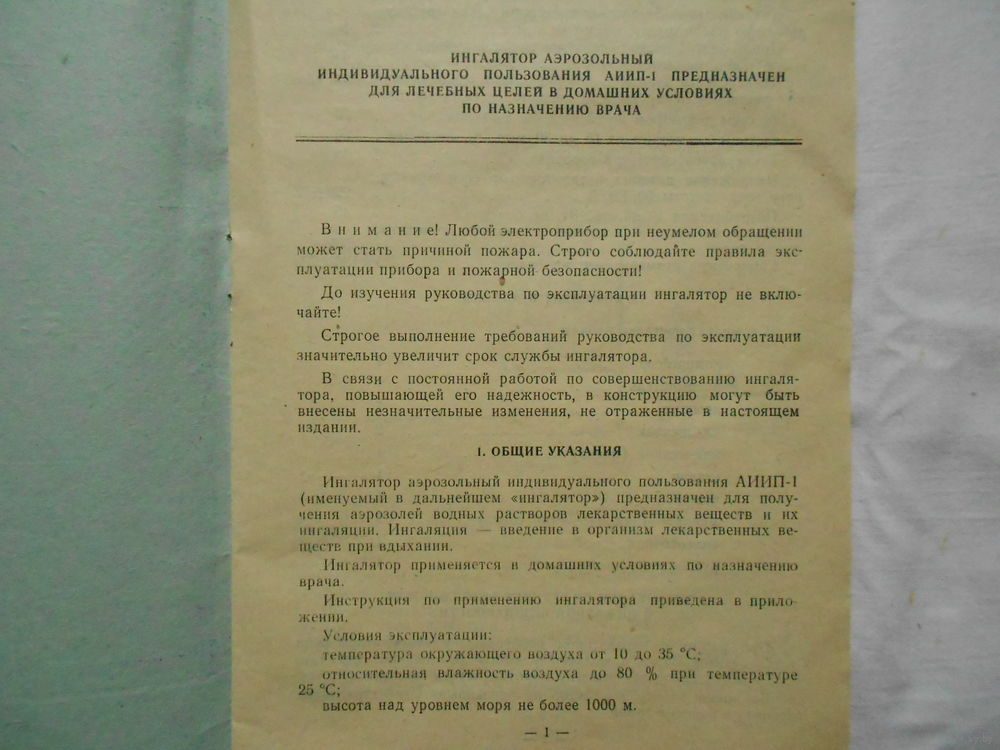 ИНГАЛЯТОР АЭРОЗОЛЬНЫЙ
ИНДИВИДУАЛЬНОГО ПОЛЬЗОВАНИЯ АИИП-1 ПРЕДНАЗНАЧЕН
ДЛЯ ЛЕЧЕБНЫХ ЦЕЛЕЙ В ДОМАШНИХ УСЛОВИЯХ
ПО НАЗНАЧЕНИЮ ВРАЧА
В н и м а н и е! Любой электроприбор при неумелом обращении
может стать причиной пожара. Строго соблюдайте правила экс-
плуатации прибора и пожарной безопасности!
До изучения руководства по эксплуатации ингалятор не вклю-
чайте!
Строгое выполнение требований руководства по эксплуатации
значительно увеличит срок службы ингалятора.
В связи с постоянной работой по совершенствованию ингаля-
тора, повышающей его надежность, в конструкцию могут быть
внесены незначительные изменения, не отраженные в настоящем
издании.
1. ОБЩИЕ УКАЗАНИЯ
Ингалятор аэрозольный индивидуального пользования АИИП-1
(именуемый в дальнейшем «ингалятор») предназначен для полу-
чения аэрозолей водных растворов лекарственных веществ и их
ингаляции. Ингаляция — введение в организм лекарственных ве-
ществ при вдыхании.
Ингалятор применяется в домашних условиях по назначению
врача.
Инструкция по применению ингалятора приведена в прило-
жении.
Условия эксплуатации:
температура окружающего воздуха от 10 до 35 °С;
относительная влажность воздуха до 80 % при температуре
25 °С;
высота над уровнем моря не более 1000 м.
— 1 —